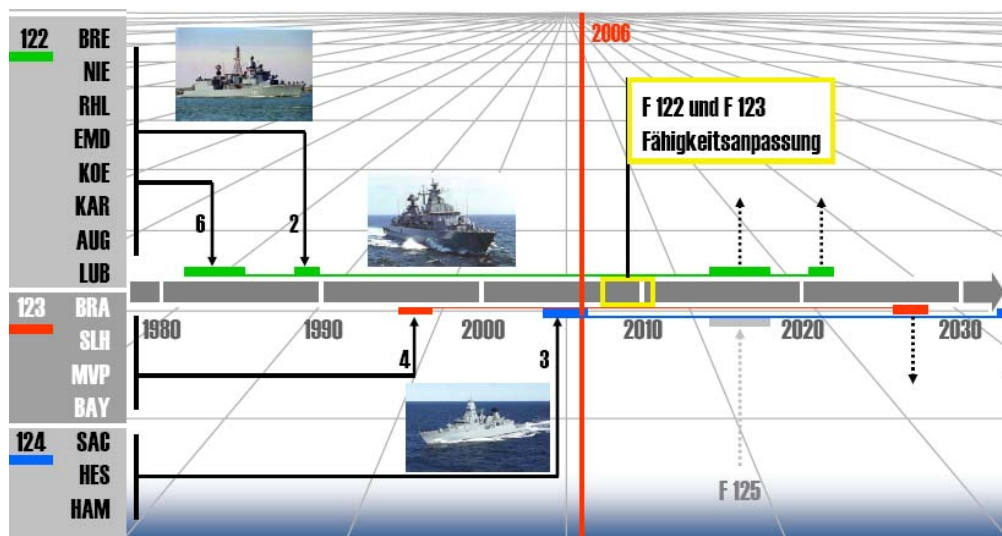 122 BRE
NIE
RHL
EMD
KOE
KAR
AUG
LUB
123 BRA
SLH
MVP
BAY
124 SAC
HES
HAM
2006
F 122 und F 123
Fähigkeitsanpassung
6
2
1980
1990
2000
2010
2020
2030
4
3
F 125